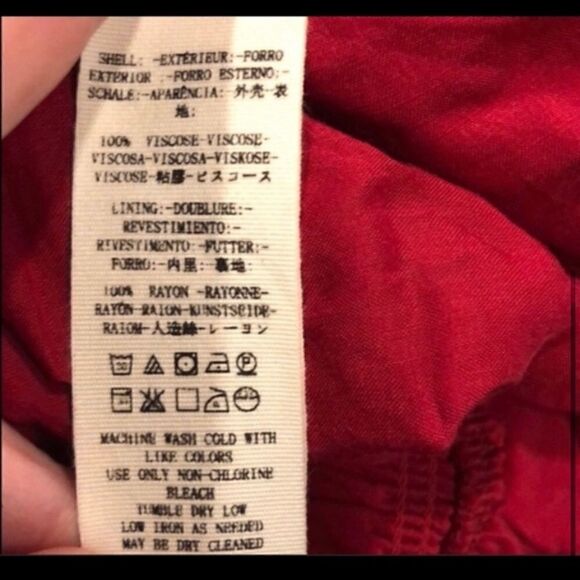 SHELL: -EXTÉRIEUR:-FORRO
EXTERIOR :-FORRO ESTERNO:-
SCHALE:-APARÊNCIA:-外壳-表
地:
100% VISCOSE-VISCOSE-
VISCOSA-VISCOSA-VISKOSE-
VISCOSE-粘膠-ビスコース
LINING:-DOUBLURE:-
REVESTIMIENTO:-
RIVESTIMENTO:-FUTTER:-
FORRO:-内里:-裏地:
100% RAYON -RAYONNE-
RAYÓN-RAION-KUNSTSEIDE-
RAIOM-人造絲-レーヨン
30 P
MACHINE WASH COLD WITH
LIKE COLORS
USE ONLY NON-CHLORINE
BLEACH
TUMBLE DRY LOW
LOW IRON AS NEEDED
MAY BE DRY CLEANED